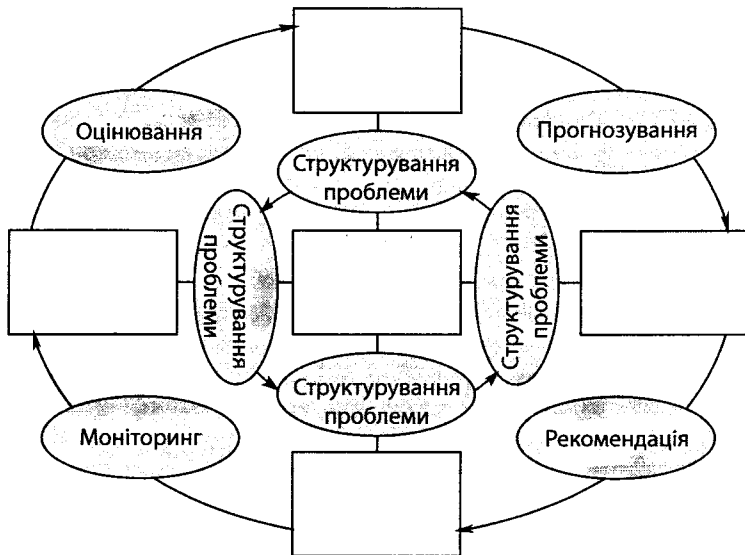 Оцінювання
Прогнозування
Структурування
проблеми
Структурування
проблеми
Структурування
проблеми
Структурування
проблеми
Моніторинг
Рекомендація